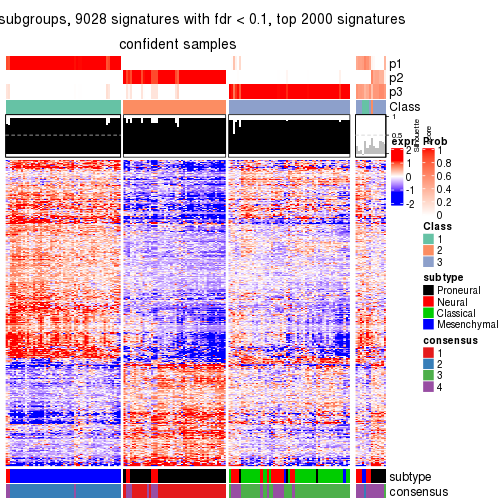 subgroups, 9028 signatures with fdr < 0.1, top 2000 signatures
confident samples
p1
p2
p3
Class
1
0.5
Silhouette
score
expr
2
1
0
-1
-2
Prob
1
0.8
0.6
0.4
0.2
0
Class
1
2
3
subtype
Proneural
Neural
Classical
Mesenchymal
consensus
1
2
3
4
subtype
consensus